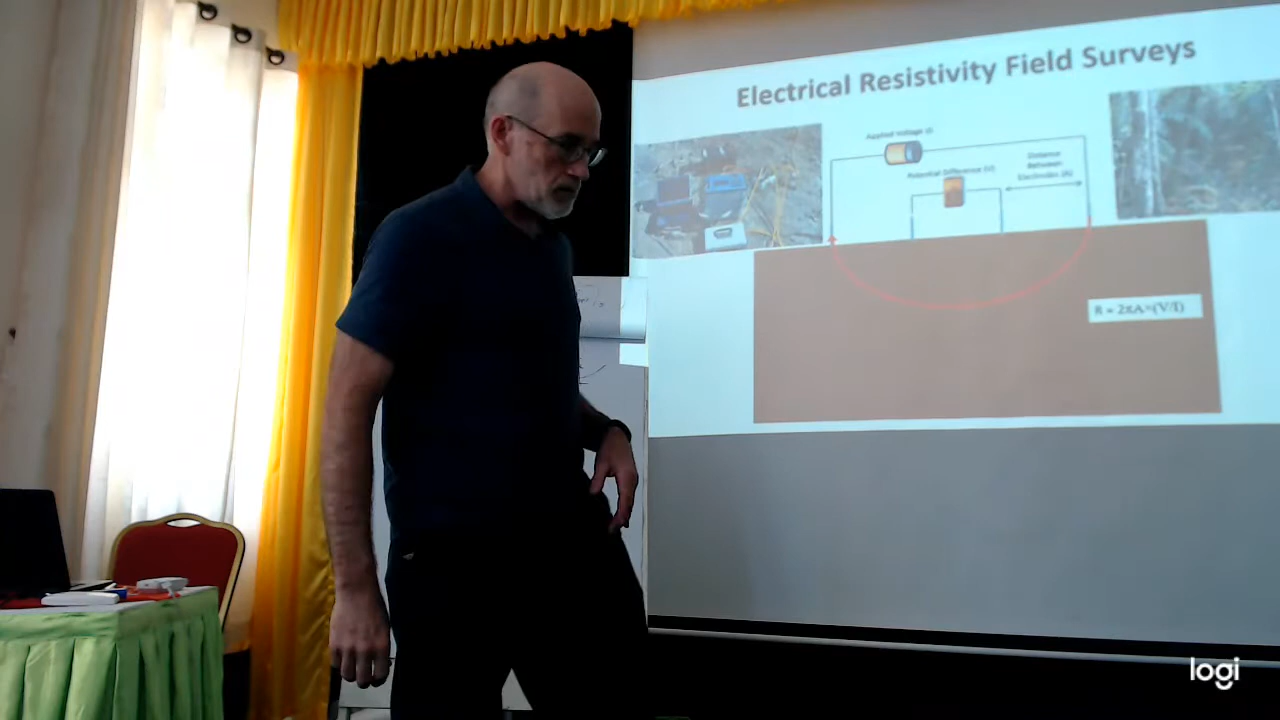 Electrical Resistivity Field Surveys
Applied Voltage (I)
Potential Difference (V)
Distance
Between
Electrodes (A)
R = 2πA×(V/I)
logi